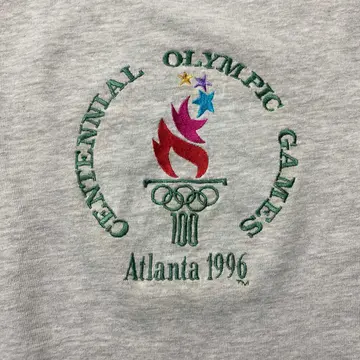 CENTENNIAL OLYMPIC GAMES
100
Atlanta 1996